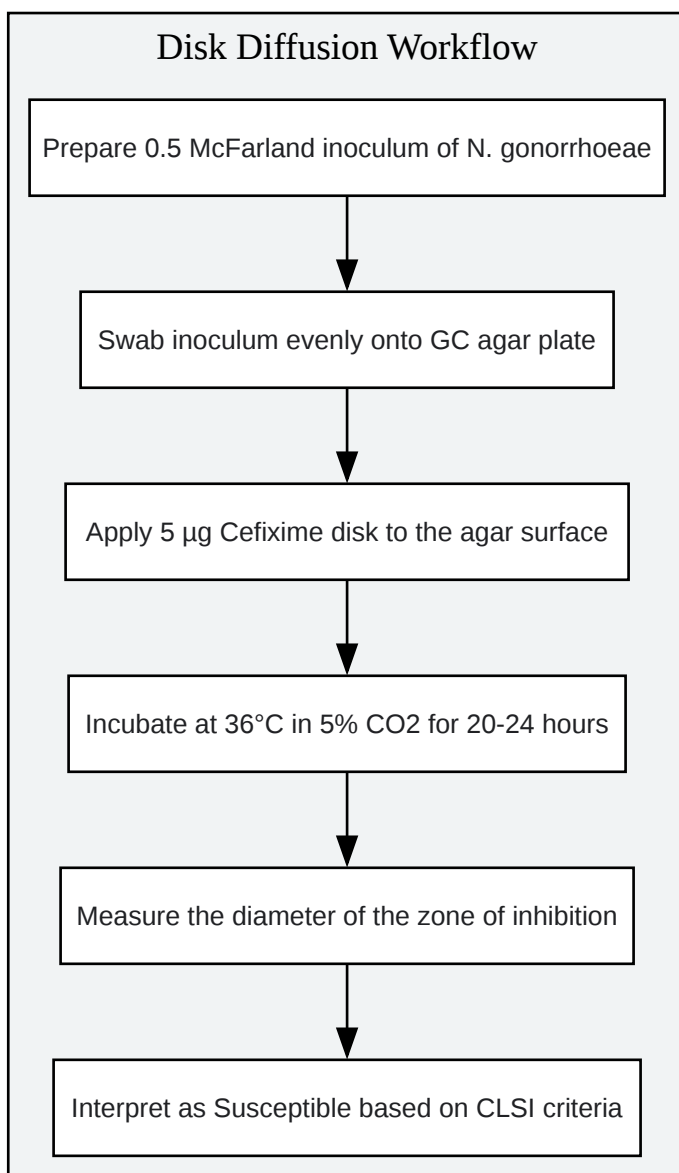 Disk Diffusion Workflow
Prepare 0.5 McFarland inoculum of N. gonorrhoeae
Swab inoculum evenly onto GC agar plate
Apply 5 µg Cefixime disk to the agar surface
Incubate at 36°C in 5% CO2 for 20-24 hours
Measure the diameter of the zone of inhibition
Interpret as Susceptible based on CLSI criteria